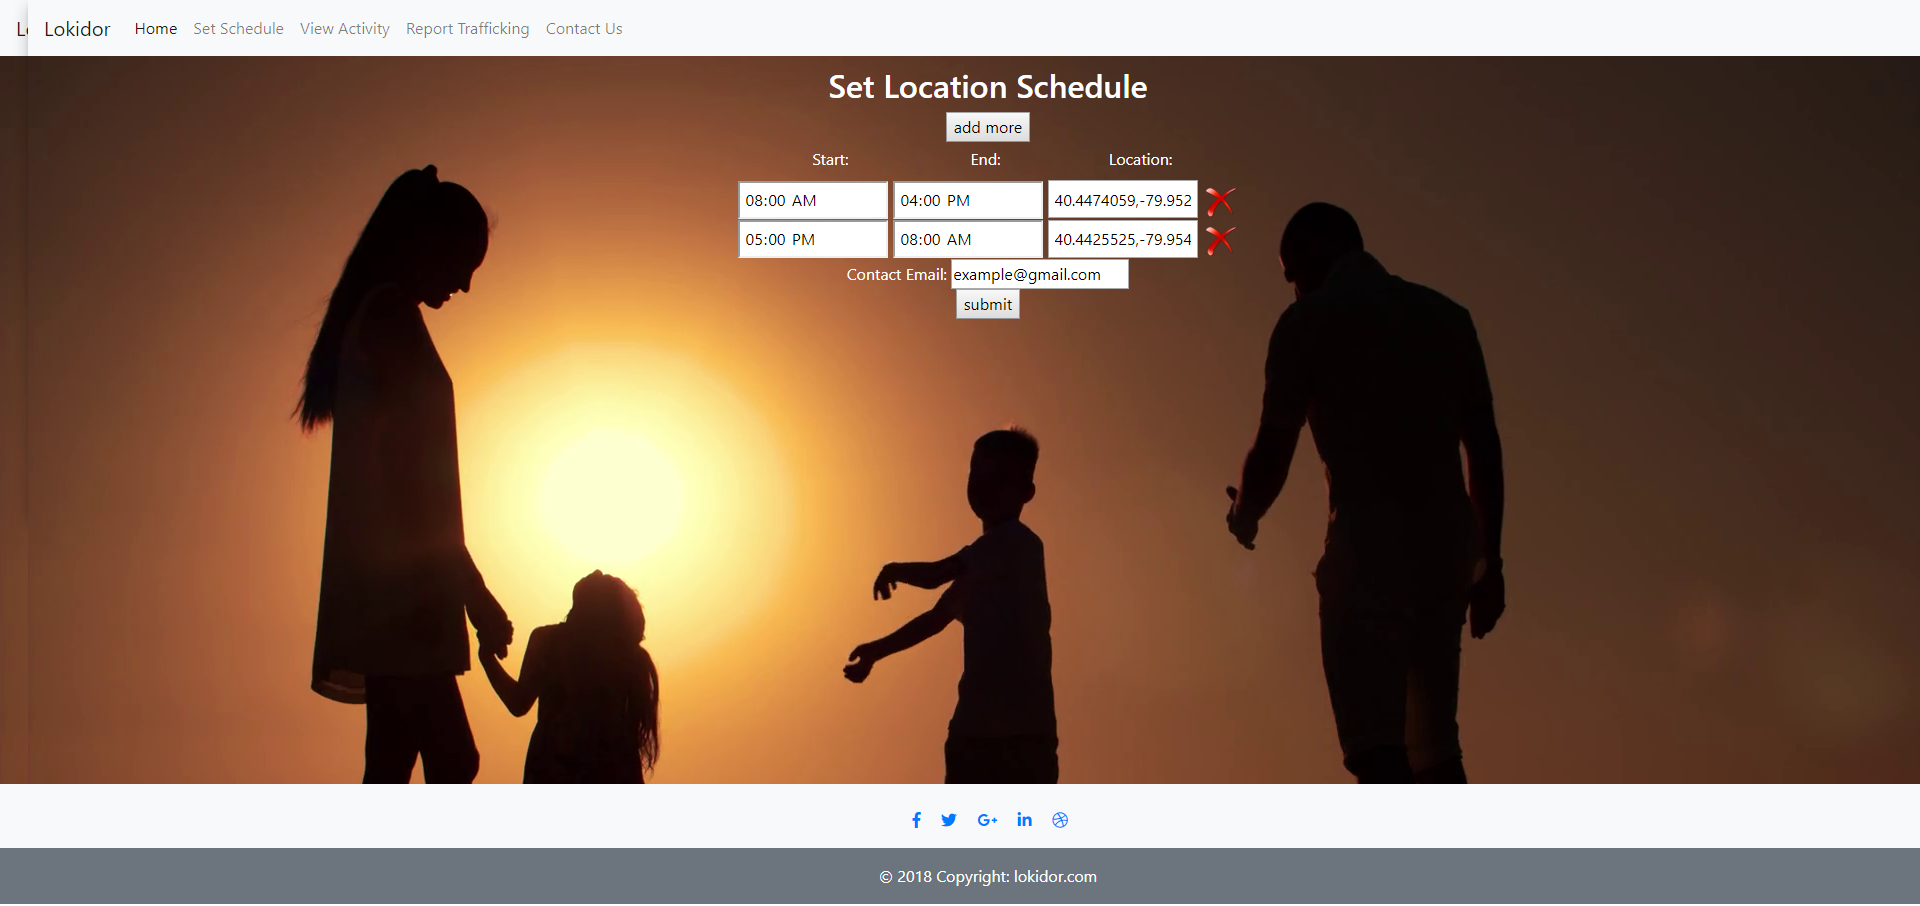 Lokidor Home Set Schedule View Activity Report Trafficking Contact Us
Set Location Schedule
add more
Start: End: Location:
08:00 AM 04:00 PM 40.4474059,-79.952
05:00 PM 08:00 AM 40.4425525,-79.954
Contact Email: example@gmail.com
submit
© 2018 Copyright: lokidor.com